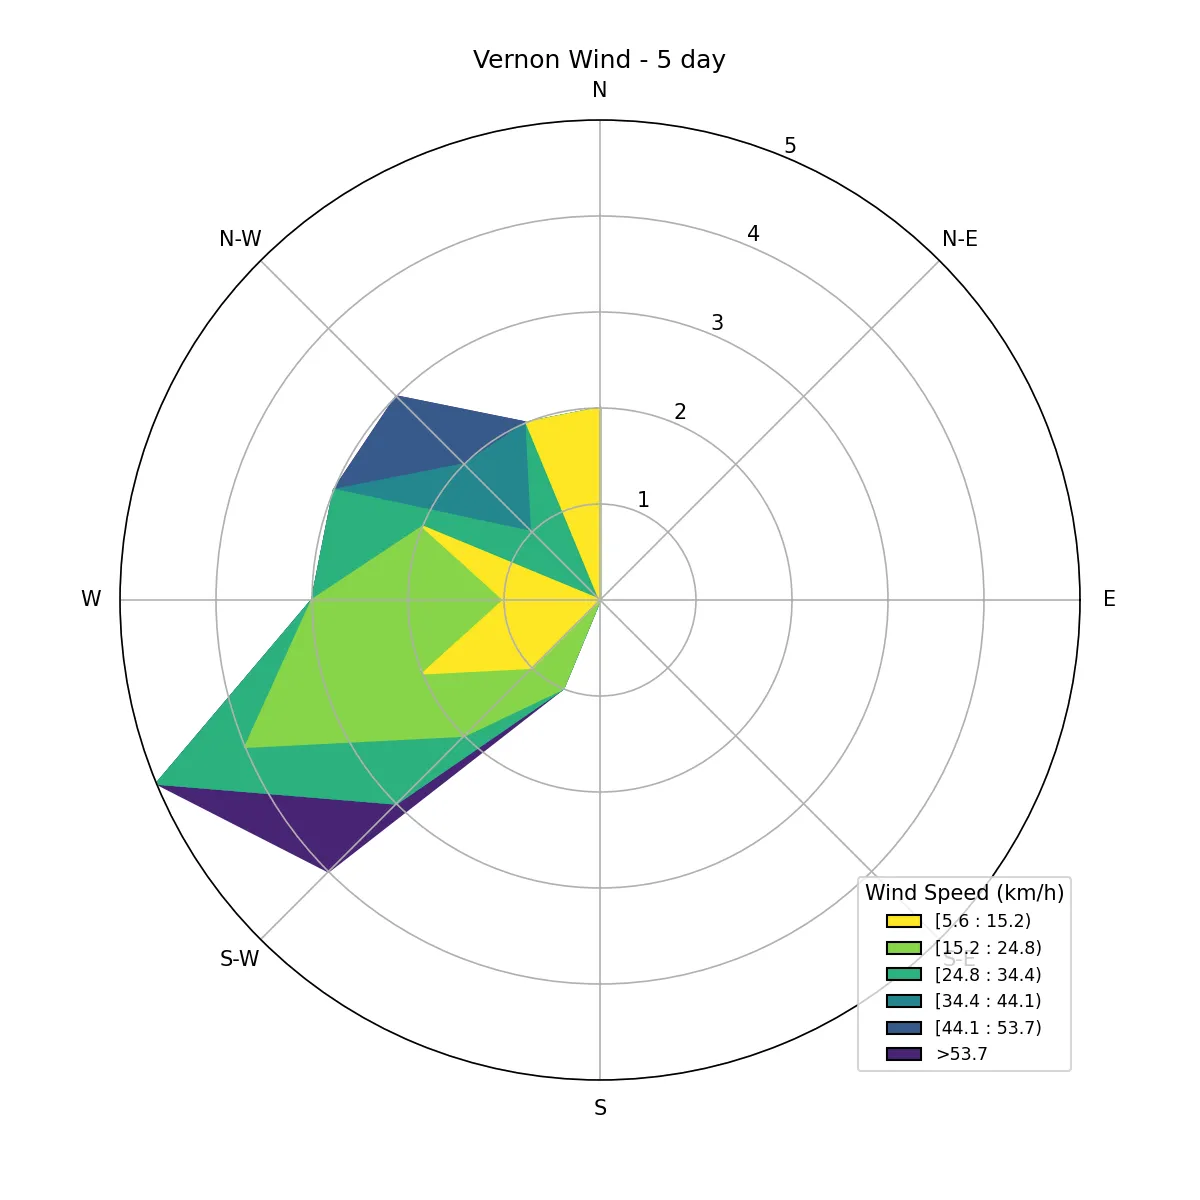 Vernon Wind - 5 day
N
5
N-W
4
N-E
3
2
1
W
E
Wind Speed (km/h)
[5.6 : 15.2)
[15.2 : 24.8)
S-W
S-E
[24.8 : 34.4)
[34.4 : 44.1)
[44.1 : 53.7)
>53.7
S